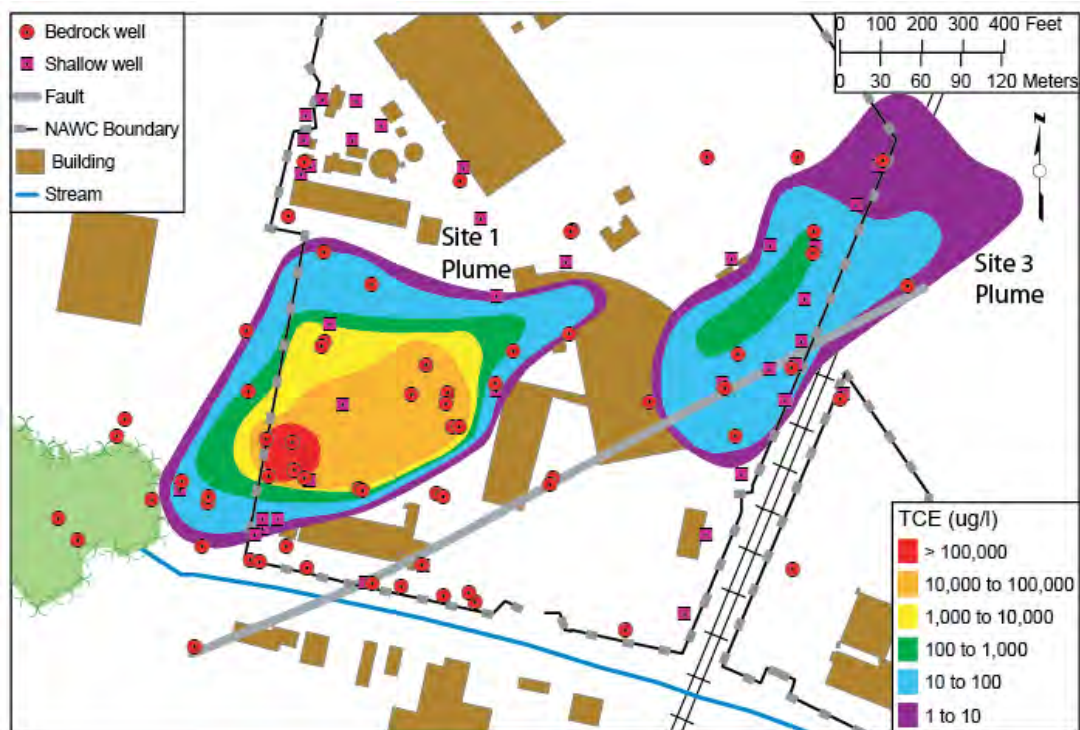 Bedrock well
Shallow well
Fault
NAWC Boundary
Building
Stream
0 100 200 300 400 Feet
0 30 60 90 120 Meters
N
Site 1
Plume
Site 3
Plume
TCE (ug/l)
> 100,000
10,000 to 100,000
1,000 to 10,000
100 to 1,000
10 to 100
1 to 10